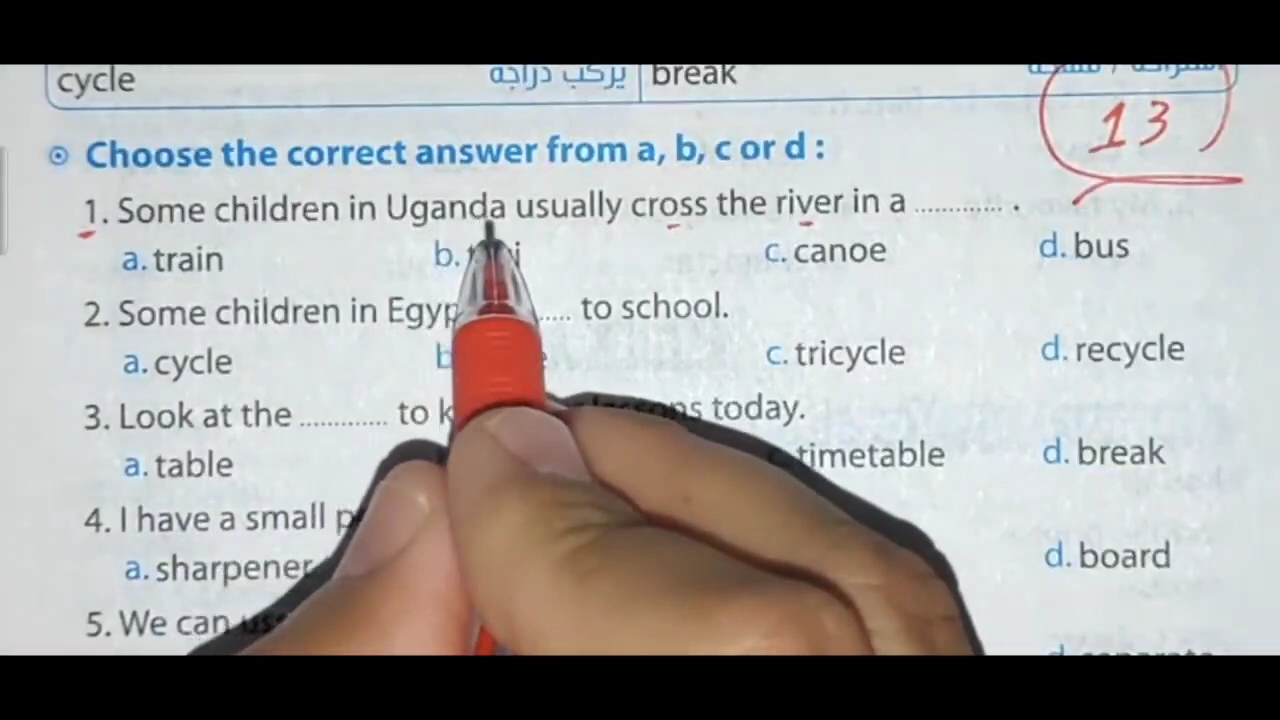 cycle يركب دراجة break
13
Choose the correct answer from a, b, c or d :
1. Some children in Uganda usually cross the river in a ............ .
a. train b. c. canoe d. bus
2. Some children in ..... to school.
a. cycle b. c. tricycle d. recycle
3. Look at the ............. to lessons today.
a. table c. timetable d. break
4. I have a small
a. sharpener d. board
5. We can use